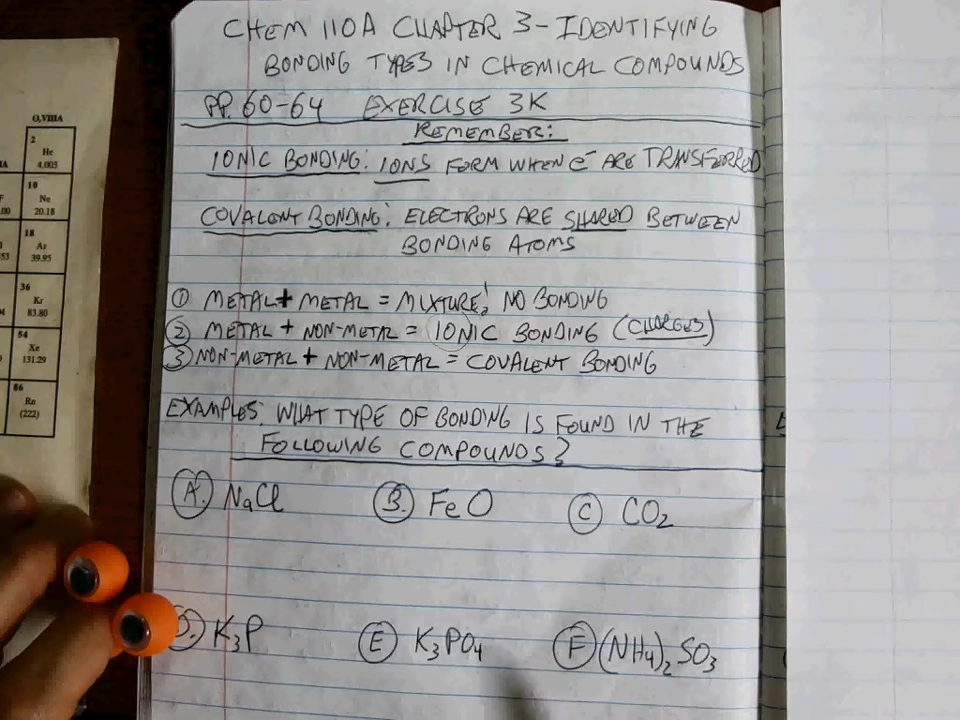 CHEM 110A CHAPTER 3 - IDENTIFYING
BONDING TYPES IN CHEMICAL COMPOUNDS
PP. 60-64 EXERCISE 3K
REMEMBER:
IONIC BONDING: IONS FORM WHEN e⁻ ARE TRANSFERRED
COVALENT BONDING: ELECTRONS ARE SHARED BETWEEN
BONDING ATOMS
① METAL + METAL = MIXTURE; NO BONDING
② METAL + NON-METAL = IONIC BONDING (CHARGES)
③ NON-METAL + NON-METAL = COVALENT BONDING
EXAMPLES: WHAT TYPE OF BONDING IS FOUND IN THE
FOLLOWING COMPOUNDS?
A. NaCl B. FeO C CO₂
D. K₃P E K₃PO₄ F (NH₄)₂SO₃
O,VIIIA
2
He
4.003
10
Ne
20.18
18
Ar
39.95
36
Kr
83.80
54
Xe
131.29
86
Rn
(222)